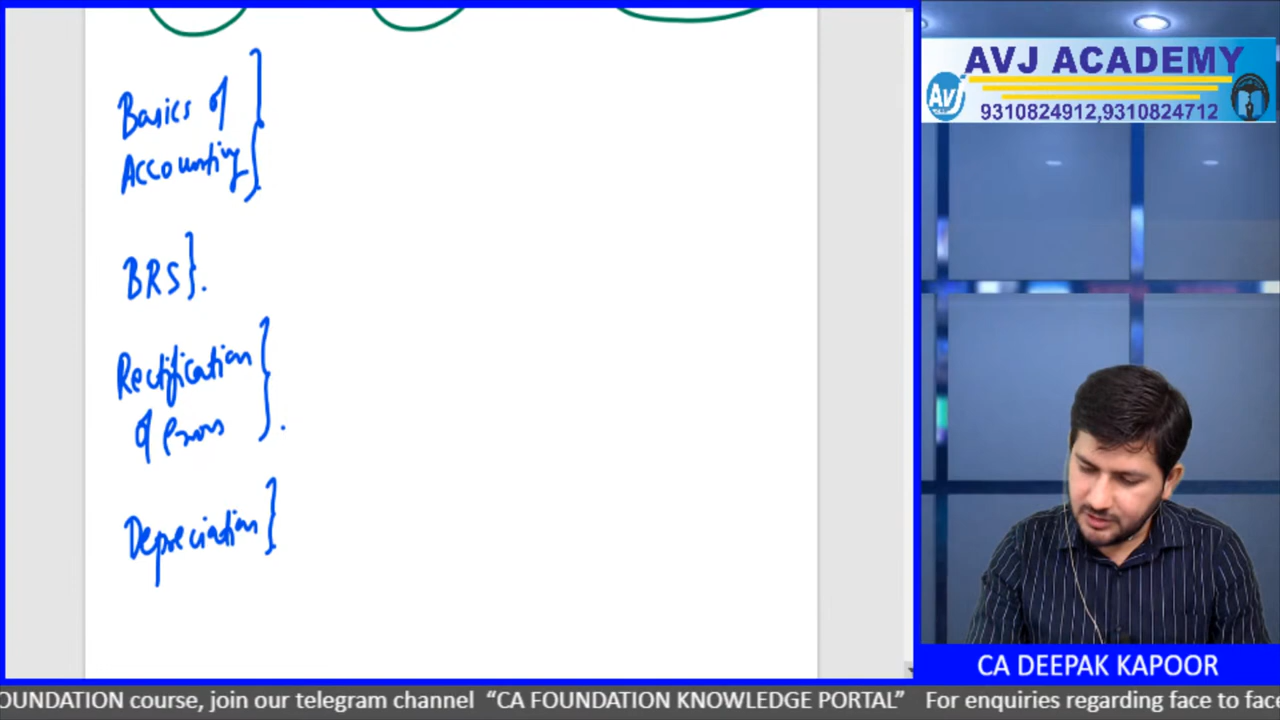 Basics of
Accounting
BRS
Rectification
of Errors
Depreciation
AVJ ACADEMY
AVJ
9310824912,9310824712
CA DEEPAK KAPOOR
OUNDATION course, join our telegram channel “CA FOUNDATION KNOWLEDGE PORTAL” For enquiries regarding face to face